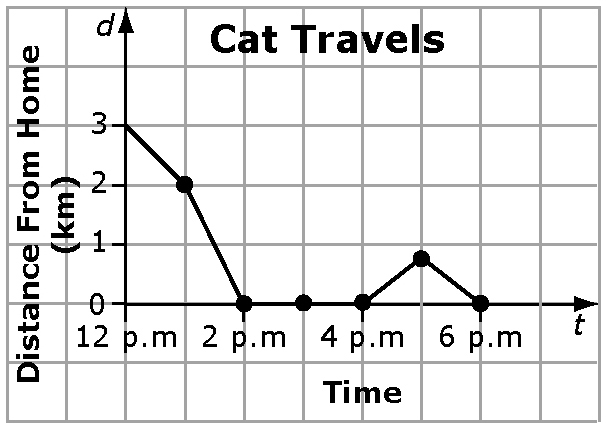 Cat Travels
d
Distance From Home
(km)
3
2
1
0
12 p.m 2 p.m 4 p.m 6 p.m
t
Time